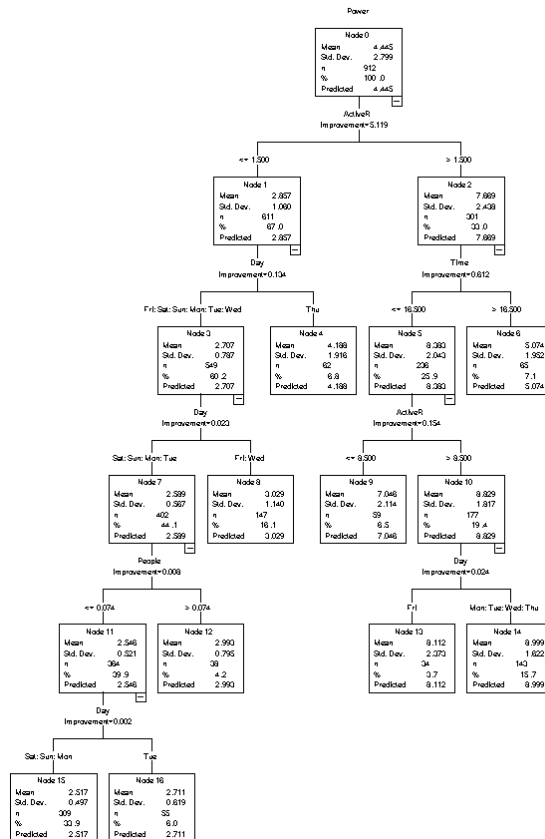 Power
Node 0
Mean 4.445
Std. Dev. 2.799
n 912
% 100.0
Predicted 4.445
ActiveR
Improvement=5.119
<= 1.500
> 1.500
Node 1
Mean 2.857
Std. Dev. 1.060
n 611
% 67.0
Predicted 2.857
Node 2
Mean 7.669
Std. Dev. 2.438
n 301
% 33.0
Predicted 7.669
Day
Improvement=0.134
Time
Improvement=0.612
Fri; Sat; Sun; Mon; Tue; Wed
Thu
<= 16.500
> 16.500
Node 3
Mean 2.707
Std. Dev. 0.787
n 549
% 60.2
Predicted 2.707
Node 4
Mean 4.188
Std. Dev. 1.916
n 62
% 6.8
Predicted 4.188
Node 5
Mean 8.383
Std. Dev. 2.043
n 236
% 25.9
Predicted 8.383
Node 6
Mean 5.074
Std. Dev. 1.952
n 65
% 7.1
Predicted 5.074
Day
Improvement=0.023
ActiveR
Improvement=0.154
Sat; Sun; Mon; Tue
Fri; Wed
<= 8.500
> 8.500
Node 7
Mean 2.589
Std. Dev. 0.567
n 402
% 44.1
Predicted 2.589
Node 8
Mean 3.029
Std. Dev. 1.140
n 147
% 16.1
Predicted 3.029
Node 9
Mean 7.046
Std. Dev. 2.114
n 59
% 6.5
Predicted 7.046
Node 10
Mean 8.829
Std. Dev. 1.817
n 177
% 19.4
Predicted 8.829
People
Improvement=0.008
Day
Improvement=0.024
<= 0.074
> 0.074
Fri
Mon; Tue; Wed; Thu
Node 11
Mean 2.546
Std. Dev. 0.521
n 364
% 39.9
Predicted 2.546
Node 12
Mean 2.993
Std. Dev. 0.795
n 38
% 4.2
Predicted 2.993
Node 13
Mean 8.112
Std. Dev. 2.373
n 34
% 3.7
Predicted 8.112
Node 14
Mean 8.999
Std. Dev. 1.622
n 143
% 15.7
Predicted 8.999
Day
Improvement=0.002
Sat; Sun; Mon
Tue
Node 15
Mean 2.517
Std. Dev. 0.497
n 309
% 33.9
Predicted 2.517
Node 16
Mean 2.711
Std. Dev. 0.619
n 55
% 6.0
Predicted 2.711